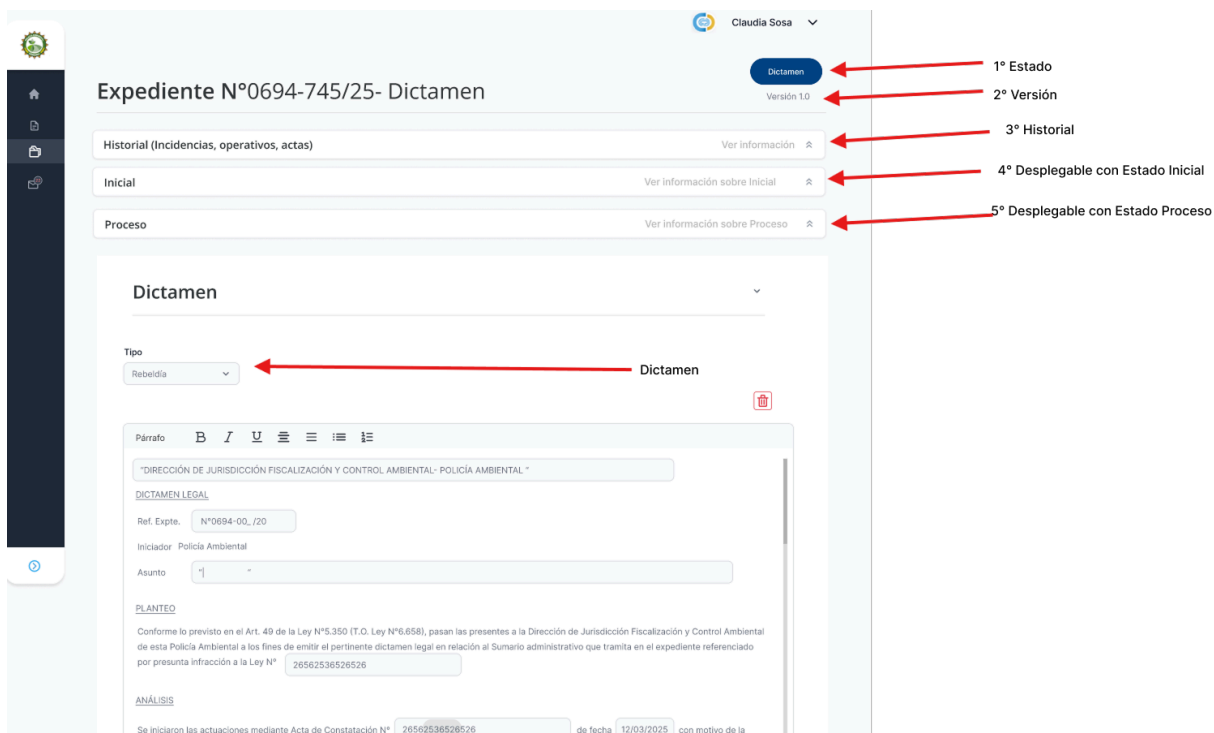 Claudia Sosa
Dictamen
1° Estado
Expediente N°0694-745/25- Dictamen
Versión 1.0
2° Versión
3° Historial
Historial (Incidencias, operativos, actas)
Ver información
4° Desplegable con Estado Inicial
Inicial
Ver información sobre Inicial
5° Desplegable con Estado Proceso
Proceso
Ver información sobre Proceso
Dictamen
Tipo
Rebeldía
Dictamen
Párrafo B I U
"DIRECCIÓN DE JURISDICCIÓN FISCALIZACIÓN Y CONTROL AMBIENTAL- POLICÍA AMBIENTAL "
DICTAMEN LEGAL
Ref. Expte. N°0694-00_ /20
Iniciador Policía Ambiental
Asunto "| "
PLANTEO
Conforme lo previsto en el Art. 49 de la Ley N°5.350 (T.O. Ley N°6.658), pasan las presentes a la Dirección de Jurisdicción Fiscalización y Control Ambiental
de esta Policía Ambiental a los fines de emitir el pertinente dictamen legal en relación al Sumario administrativo que tramita en el expediente referenciado
por presunta infracción a la Ley N° 26562536526526
ANÁLISIS
Se iniciaron las actuaciones mediante Acta de Constatación N° 26562536526526 de fecha 12/03/2025 con motivo de la